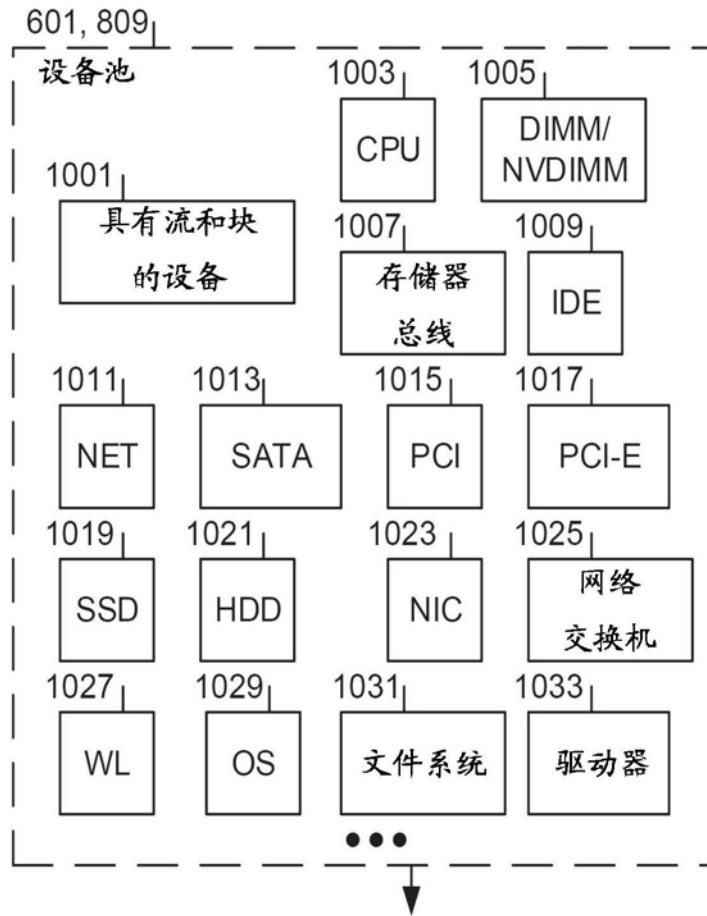 601, 809
设备池
1003
1005
CPU
DIMM/
NVDIMM
1001
具有流和块
的设备
1007
1009
存储器
总线
IDE
1011
1013
1015
1017
NET
SATA
PCI
PCI-E
1019
1021
1023
1025
SSD
HDD
NIC
网络
交换机
1027
1029
1031
1033
WL
OS
文件系统
驱动器